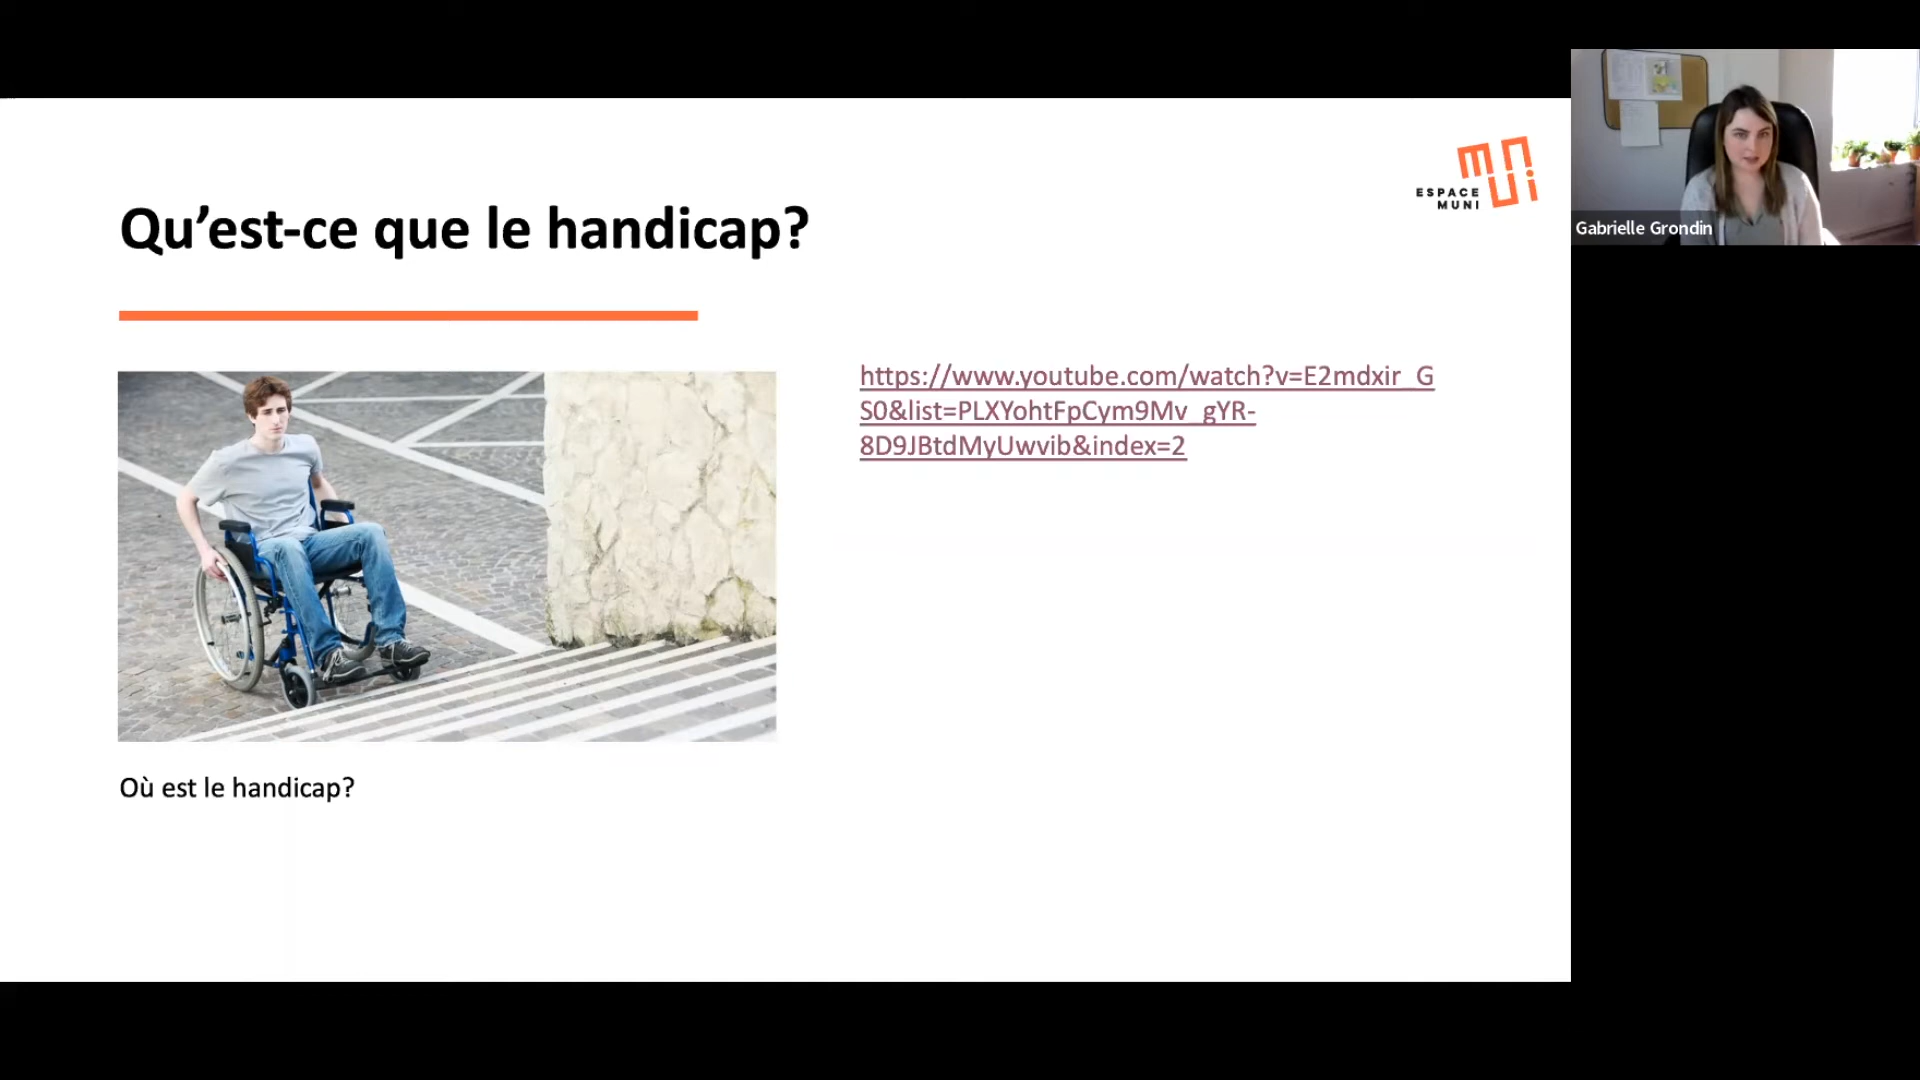 Qu’est-ce que le handicap?
ESPACE
MUNI
muni
Gabrielle Grondin
https://www.youtube.com/watch?v=E2mdxir_G
S0&list=PLXYohtFpCym9Mv_gYR-
8D9JBtdMyUwvib&index=2
Où est le handicap?